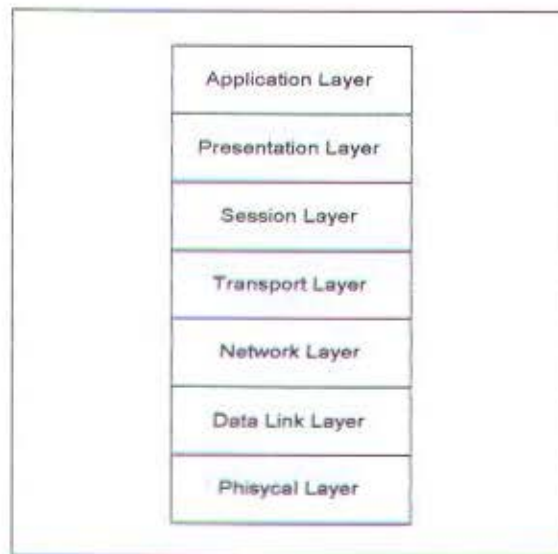 Application Layer
Presentation Layer
Session Layer
Transport Layer
Network Layer
Data Link Layer
Phisycal Layer